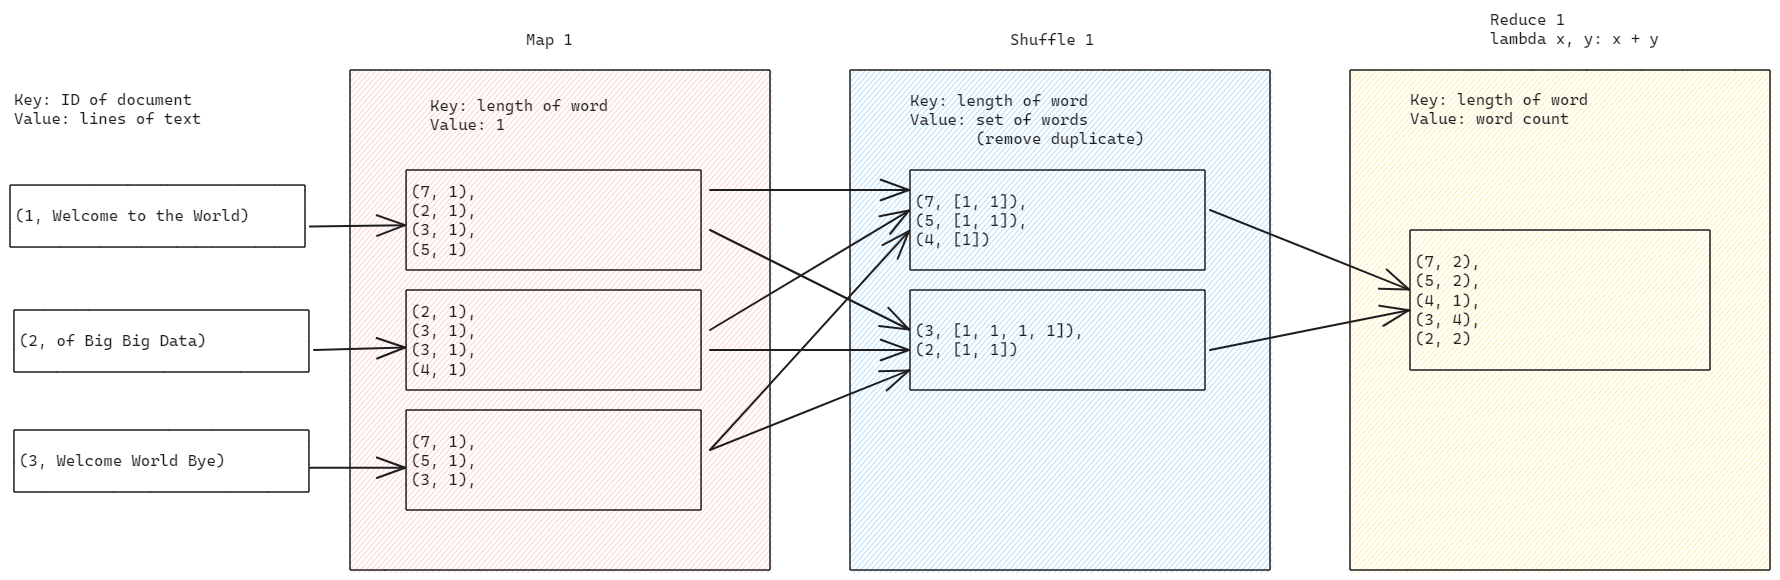 Key: ID of document
Value: lines of text
(1, Welcome to the World)
(2, of Big Big Data)
(3, Welcome World Bye)
Map 1
Key: length of word
Value: 1
(7, 1),
(2, 1),
(3, 1),
(5, 1)
(2, 1),
(3, 1),
(3, 1),
(4, 1)
(7, 1),
(5, 1),
(3, 1),
Shuffle 1
Key: length of word
Value: set of words
(remove duplicate)
(7, [1, 1]),
(5, [1, 1]),
(4, [1])
(3, [1, 1, 1, 1]),
(2, [1, 1])
Reduce 1
lambda x, y: x + y
Key: length of word
Value: word count
(7, 2),
(5, 2),
(4, 1),
(3, 4),
(2, 2)